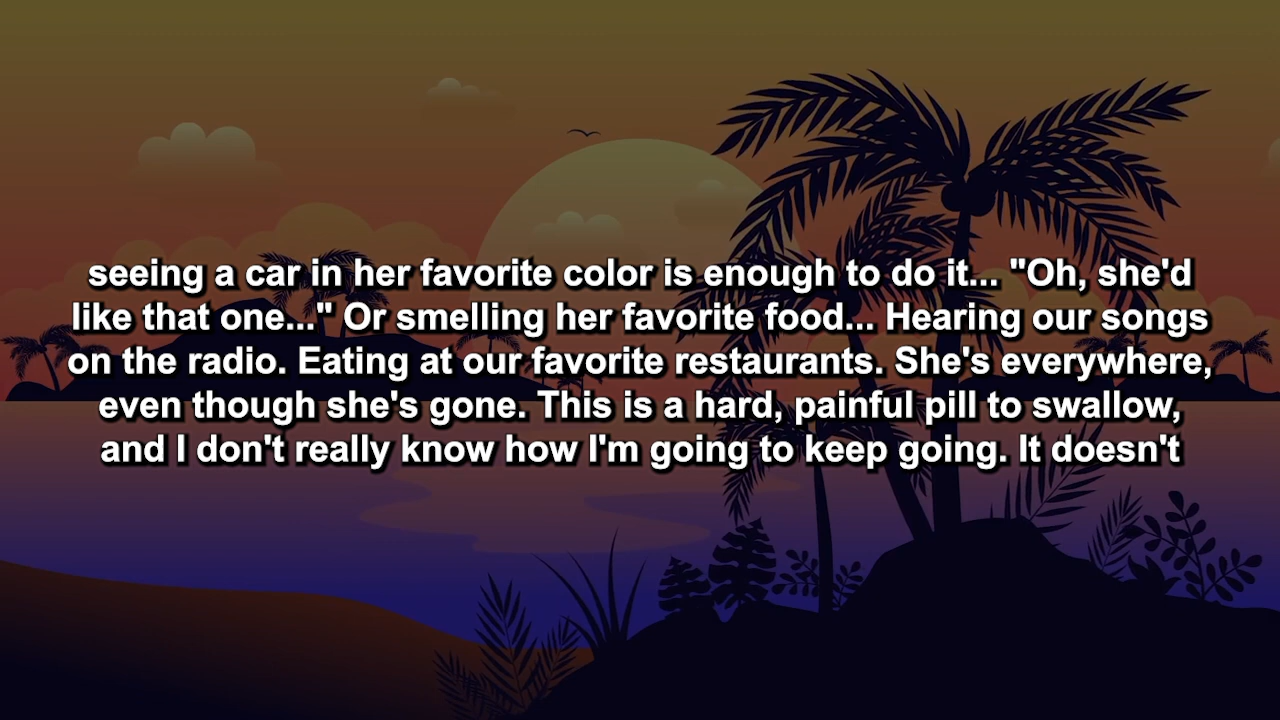 seeing a car in her favorite color is enough to do it... "Oh, she'd
like that one..." Or smelling her favorite food... Hearing our songs
on the radio. Eating at our favorite restaurants. She's everywhere,
even though she's gone. This is a hard, painful pill to swallow,
and I don't really know how I'm going to keep going. It doesn't